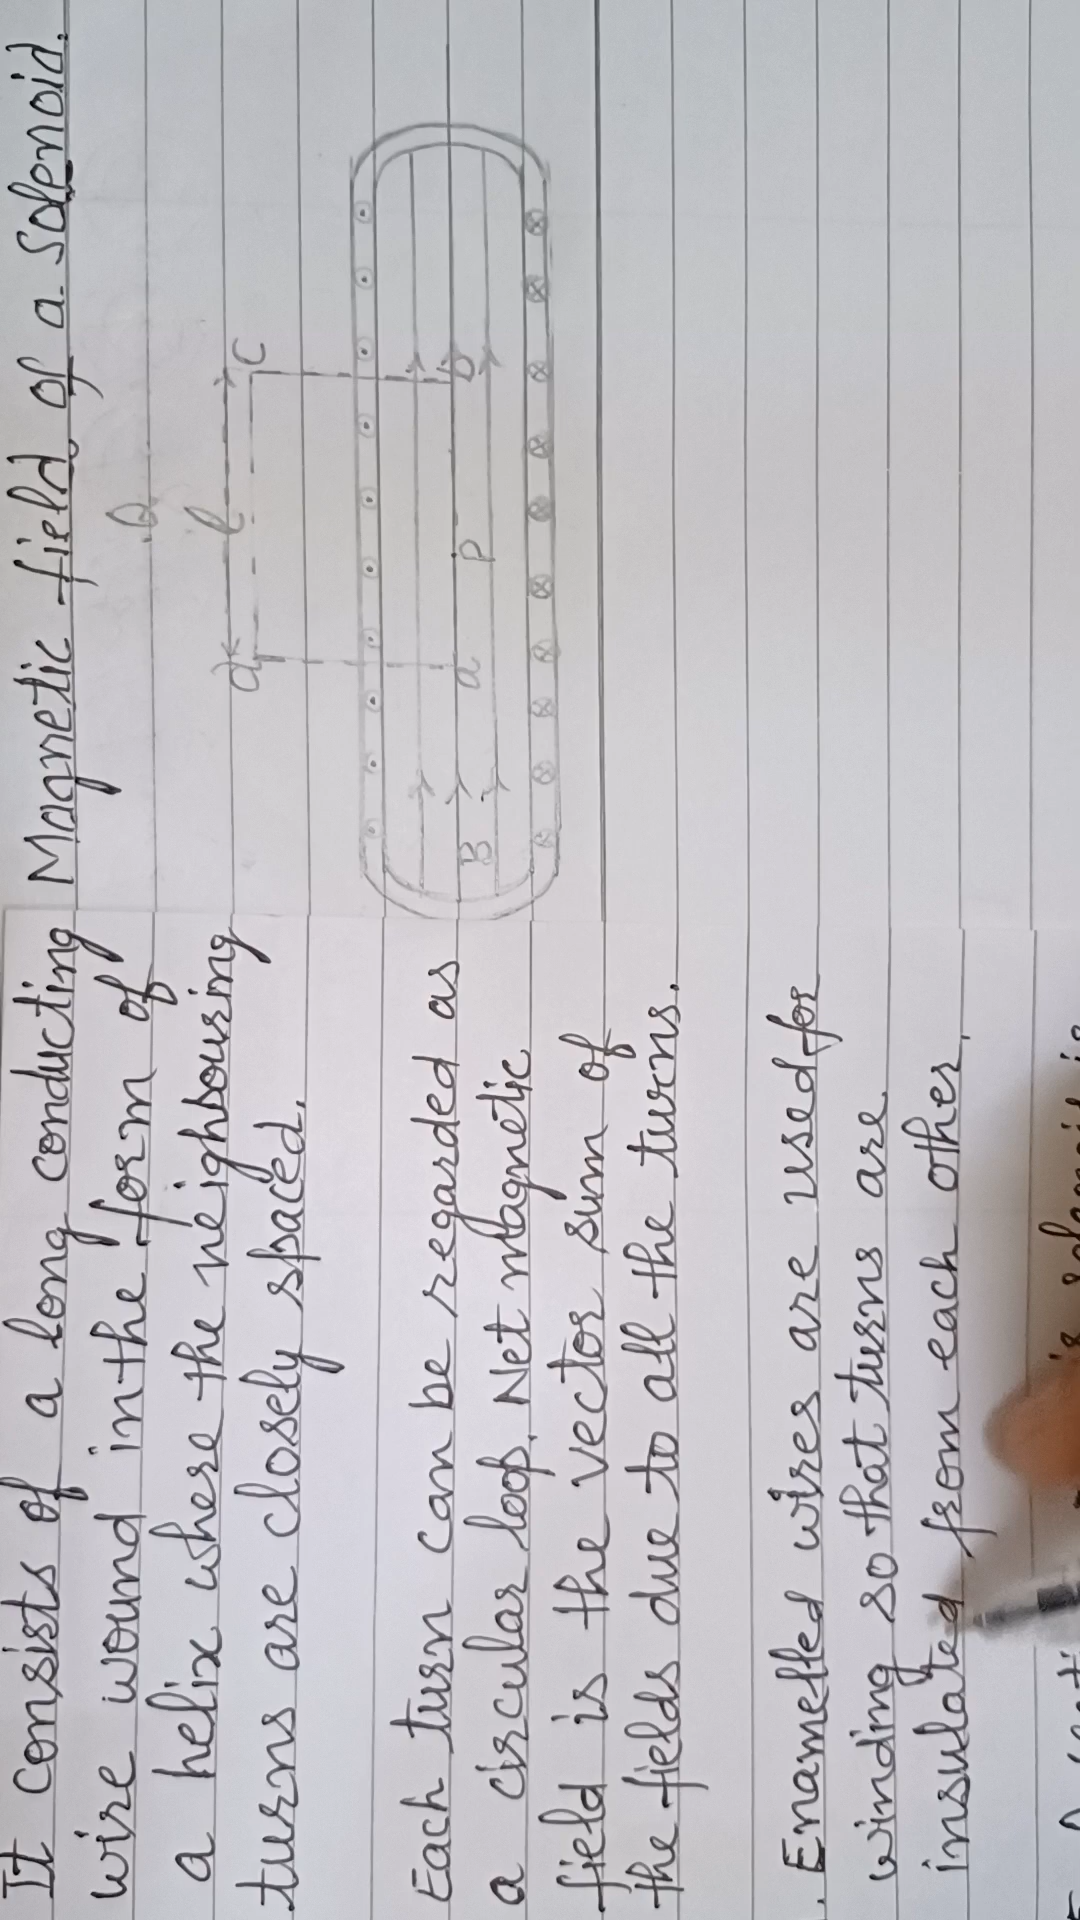 It consists of a long conducting
wire wound in the form of
a helix where the neighbouring
turns are closely spaced.
Each turn can be regarded as
a circular loop. Net magnetic
field is the vector sum of
the fields due to all the turns.
. Enamelled wires are used for
winding so that turns are
insulated from each other.
Magnetic field of a solenoid.
.Q
d l c
a P b
B